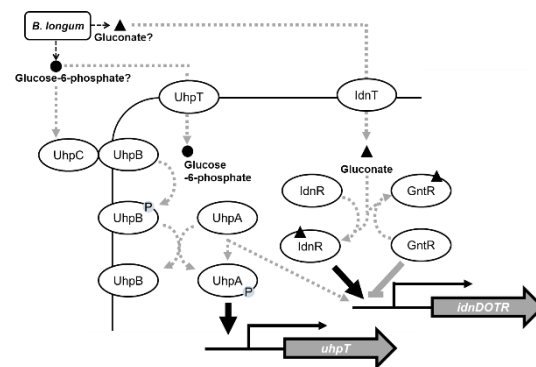 B. longum
Gluconate?
Glucose-6-phosphate?
UhpT
IdnT
UhpC
UhpB
Glucose
-6-phosphate
Gluconate
UhpB
P
UhpA
IdnR
GntR
UhpB
UhpA
P
IdnR
GntR
idnDOTR
uhpT